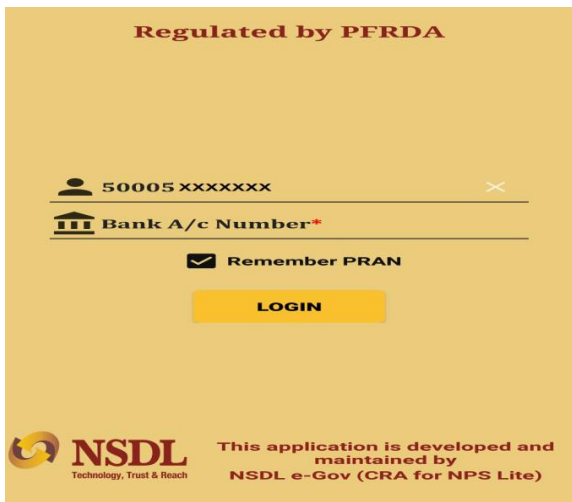 Regulated by PFRDA
50005xxxxxxx
Bank A/c Number*
Remember PRAN
LOGIN
NSDL
Technology, Trust & Reach
This application is developed and
maintained by
NSDL e-Gov (CRA for NPS Lite)